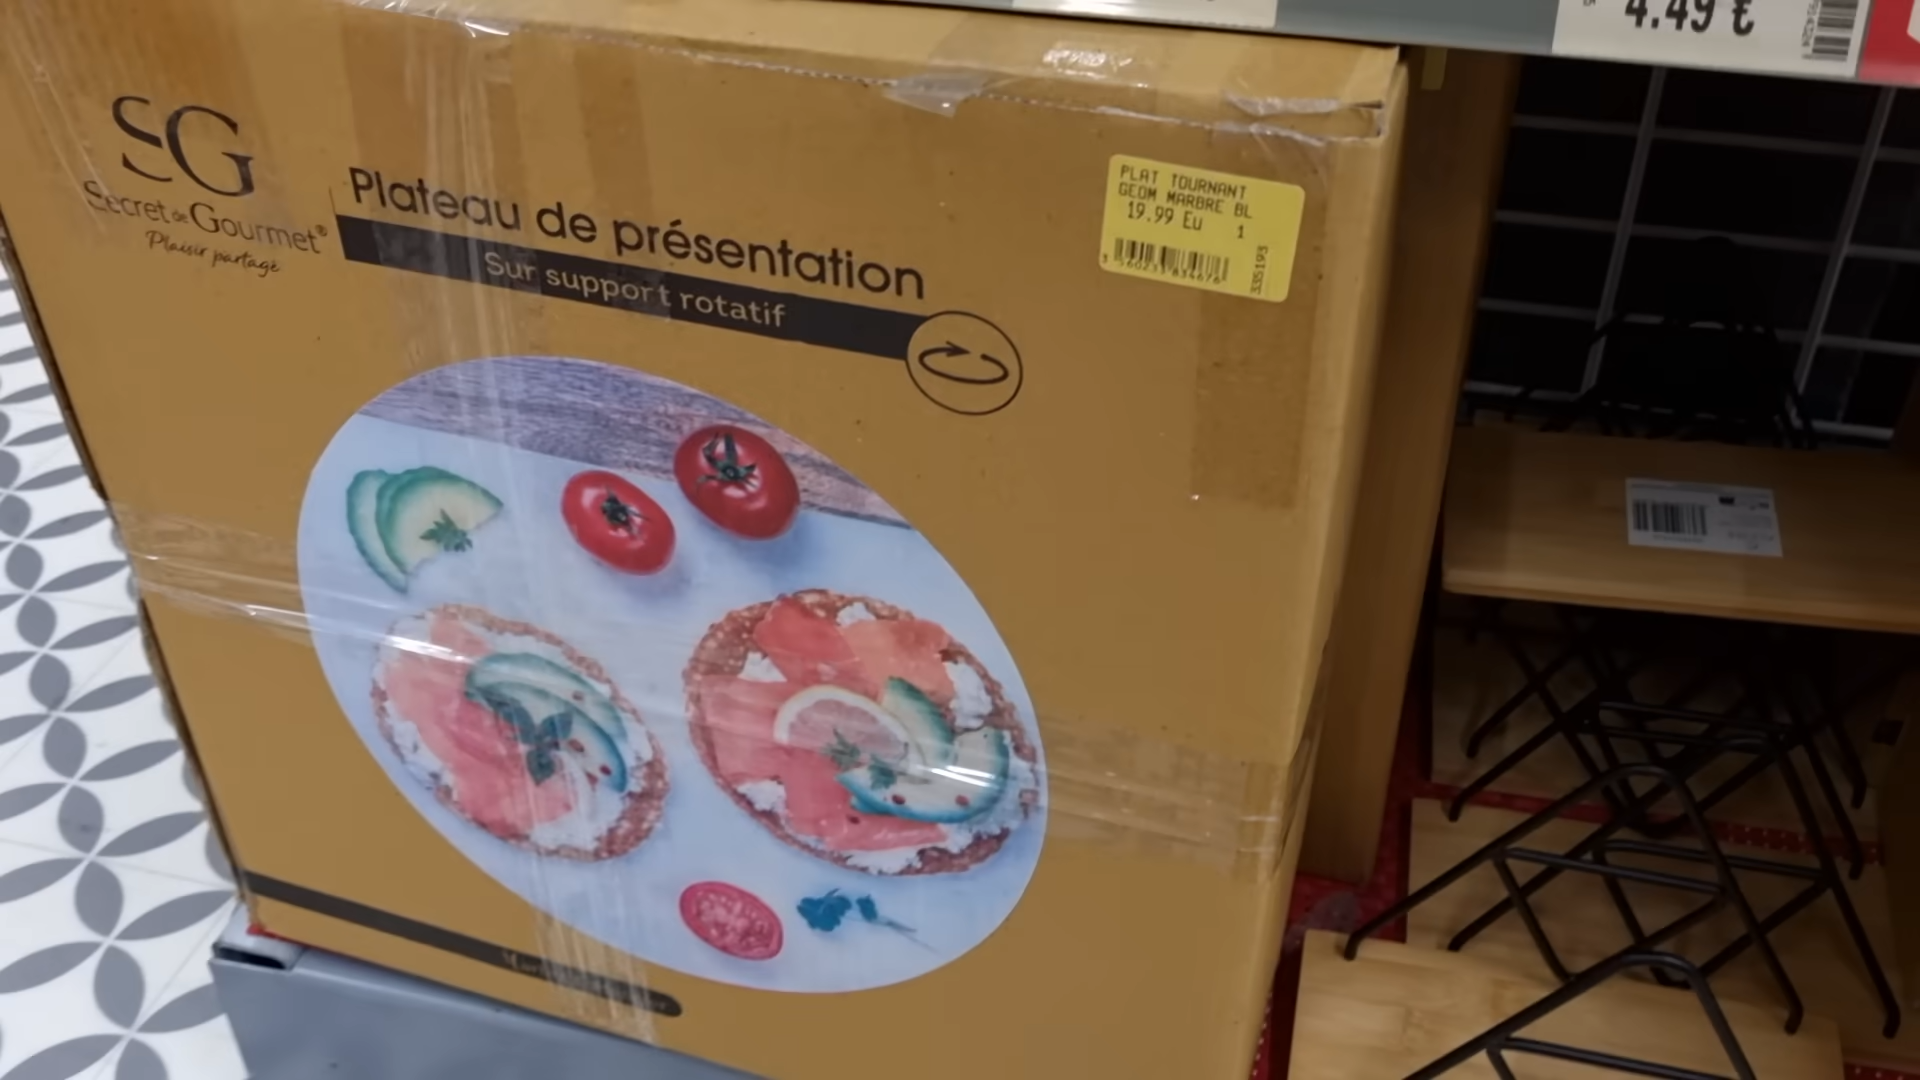 4.49 €
SG
Secret de Gourmet®
Plaisir partagé
Plateau de présentation
Sur support rotatif
PLAT TOURNANT
GEOM MARBRE BL
19.99 Eu 1
335193